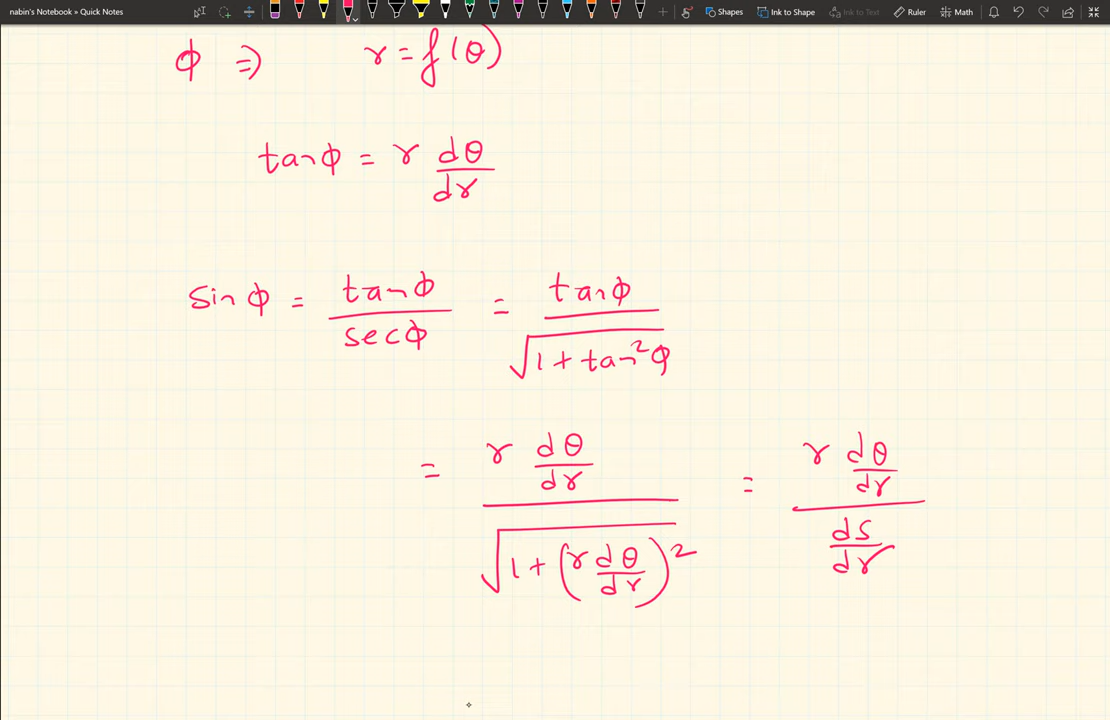 nabin's Notebook » Quick Notes Shapes Ink to Shape Ink to Text Ruler Math
φ ⇒ r = f(θ)
tanφ = r dθ/dr
sin φ = tanφ/secφ = tanφ/√(1 + tan²φ)
= r dθ/dr / √(1 + (r dθ/dr)²) = r dθ/dr / ds/dr